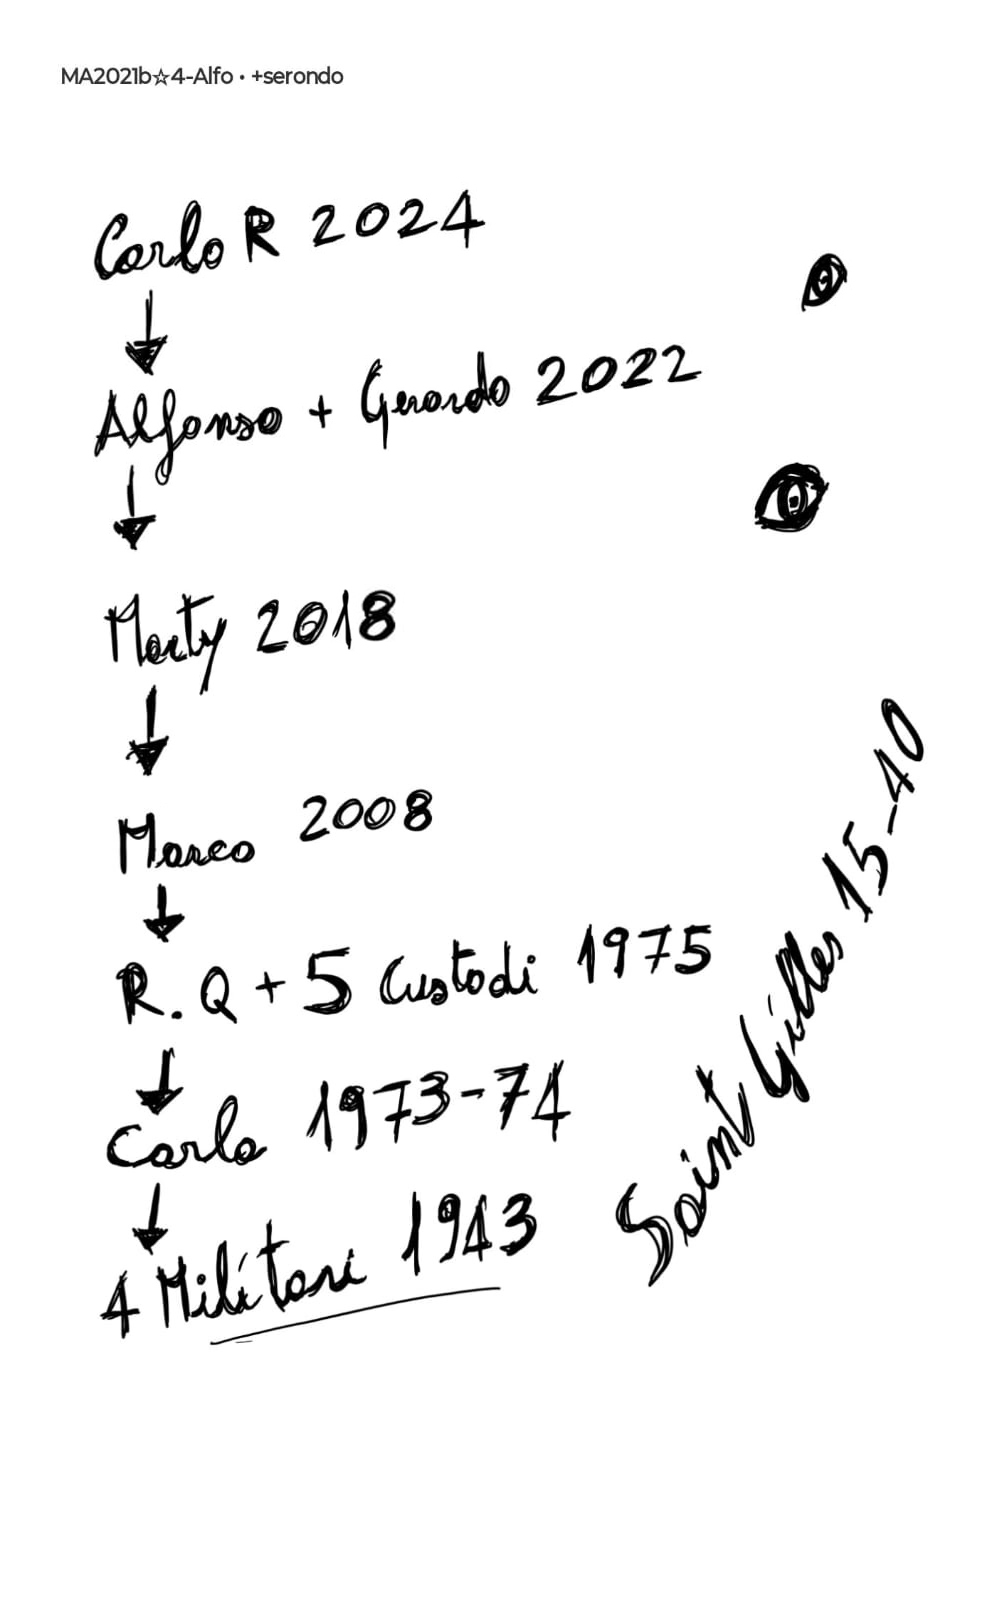 MA2021b☆4-Alfo • +serondo
Carlo R 2024
Alfonso + Gerardo 2022
Marty 2018
Marco 2008
R. Q + 5 Custodi 1975
Carlo 1973-74
4 Militari 1943
Saint Gilles 15-40